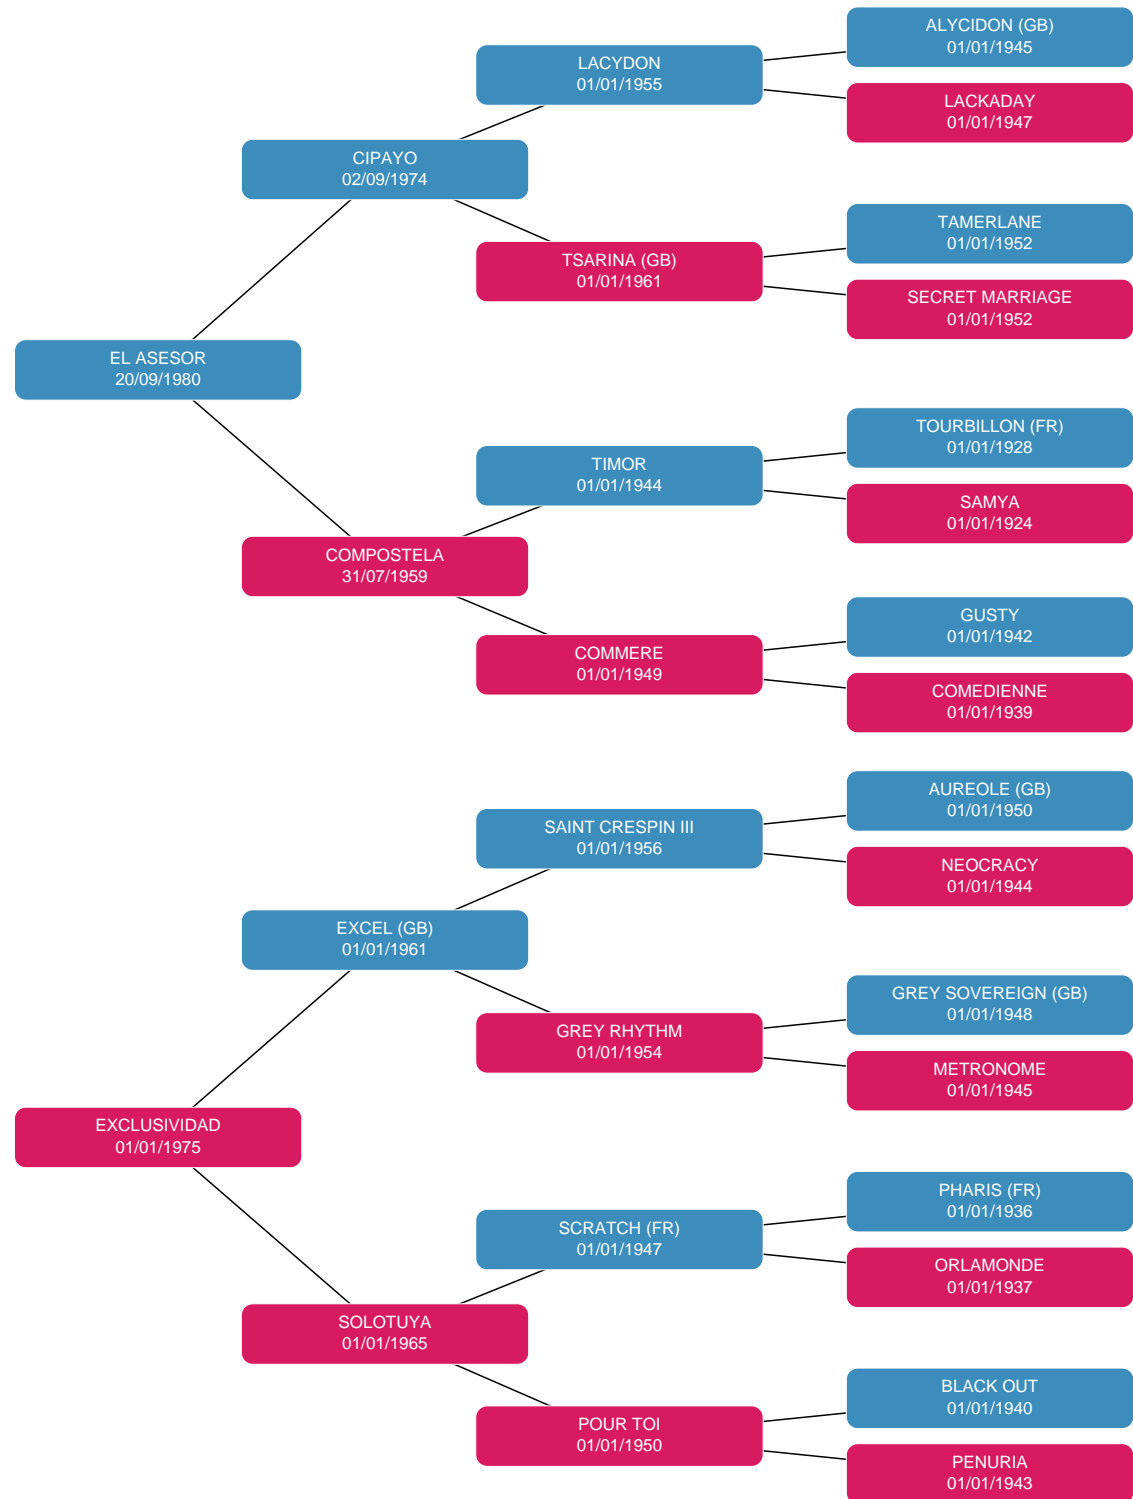 ALYCIDON (GB)
01/01/1945
LACYDON
01/01/1955
LACKADAY
01/01/1947
CIPAYO
02/09/1974
TAMERLANE
01/01/1952
TSARINA (GB)
01/01/1961
SECRET MARRIAGE
01/01/1952
EL ASESOR
20/09/1980
TOURBILLON (FR)
01/01/1928
TIMOR
01/01/1944
SAMYA
01/01/1924
COMPOSTELA
31/07/1959
GUSTY
01/01/1942
COMMERE
01/01/1949
COMEDIENNE
01/01/1939
AUREOLE (GB)
01/01/1950
SAINT CRESPIN III
01/01/1956
NEOCRACY
01/01/1944
EXCEL (GB)
01/01/1961
GREY SOVEREIGN (GB)
01/01/1948
GREY RHYTHM
01/01/1954
METRONOME
01/01/1945
EXCLUSIVIDAD
01/01/1975
PHARIS (FR)
01/01/1936
SCRATCH (FR)
01/01/1947
ORLAMONDE
01/01/1937
SOLOTUYA
01/01/1965
BLACK OUT
01/01/1940
POUR TOI
01/01/1950
PENURIA
01/01/1943